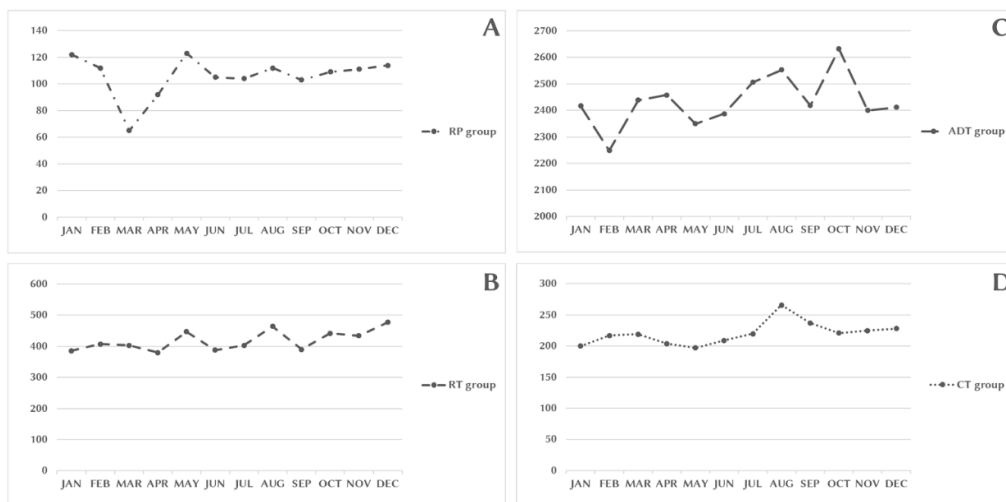 A
140
120
100
80
60
40
20
0
JAN FEB MAR APR MAY JUN JUL AUG SEP OCT NOV DEC
RP group
C
2700
2600
2500
2400
2300
2200
2100
2000
JAN FEB MAR APR MAY JUN JUL AUG SEP OCT NOV DEC
ADT group
B
600
500
400
300
200
100
0
JAN FEB MAR APR MAY JUN JUL AUG SEP OCT NOV DEC
RT group
D
300
250
200
150
100
50
0
JAN FEB MAR APR MAY JUN JUL AUG SEP OCT NOV DEC
CT group